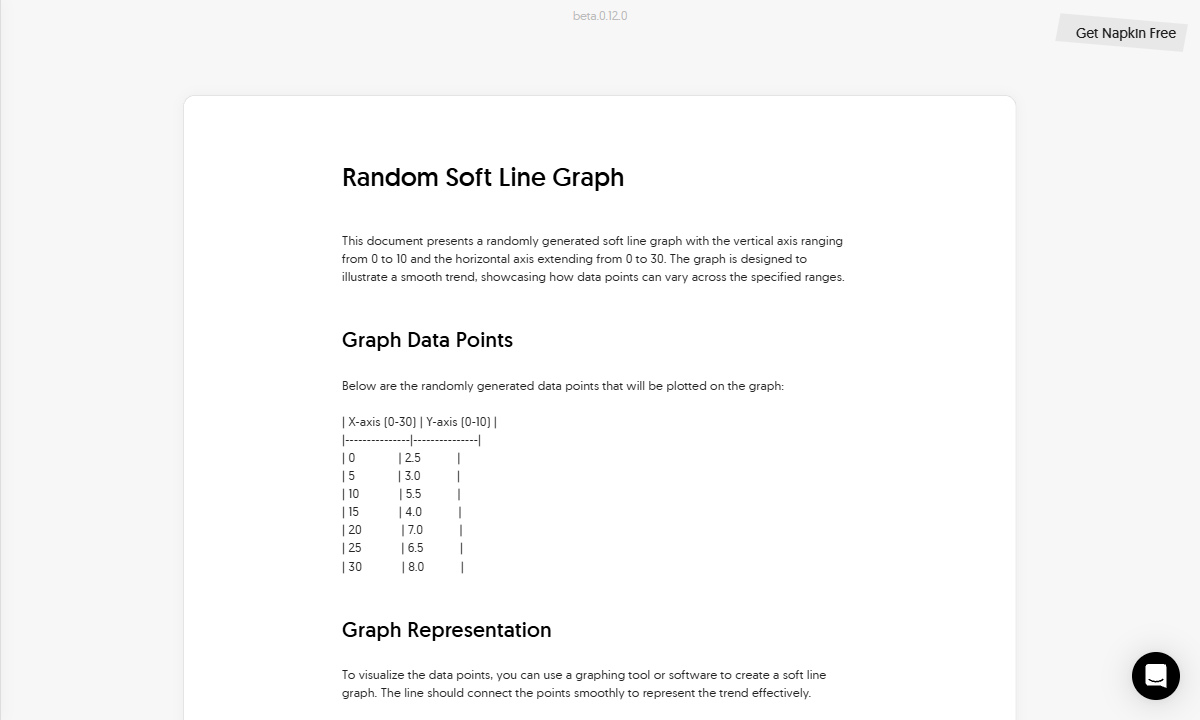 beta.0.12.0
Get Napkin Free
Random Soft Line Graph
This document presents a randomly generated soft line graph with the vertical axis ranging
from 0 to 10 and the horizontal axis extending from 0 to 30. The graph is designed to
illustrate a smooth trend, showcasing how data points can vary across the specified ranges.
Graph Data Points
Below are the randomly generated data points that will be plotted on the graph:
| X-axis (0-30) | Y-axis (0-10) |
|---------------|---------------|
| 0 | 2.5 |
| 5 | 3.0 |
| 10 | 5.5 |
| 15 | 4.0 |
| 20 | 7.0 |
| 25 | 6.5 |
| 30 | 8.0 |
Graph Representation
To visualize the data points, you can use a graphing tool or software to create a soft line
graph. The line should connect the points smoothly to represent the trend effectively.